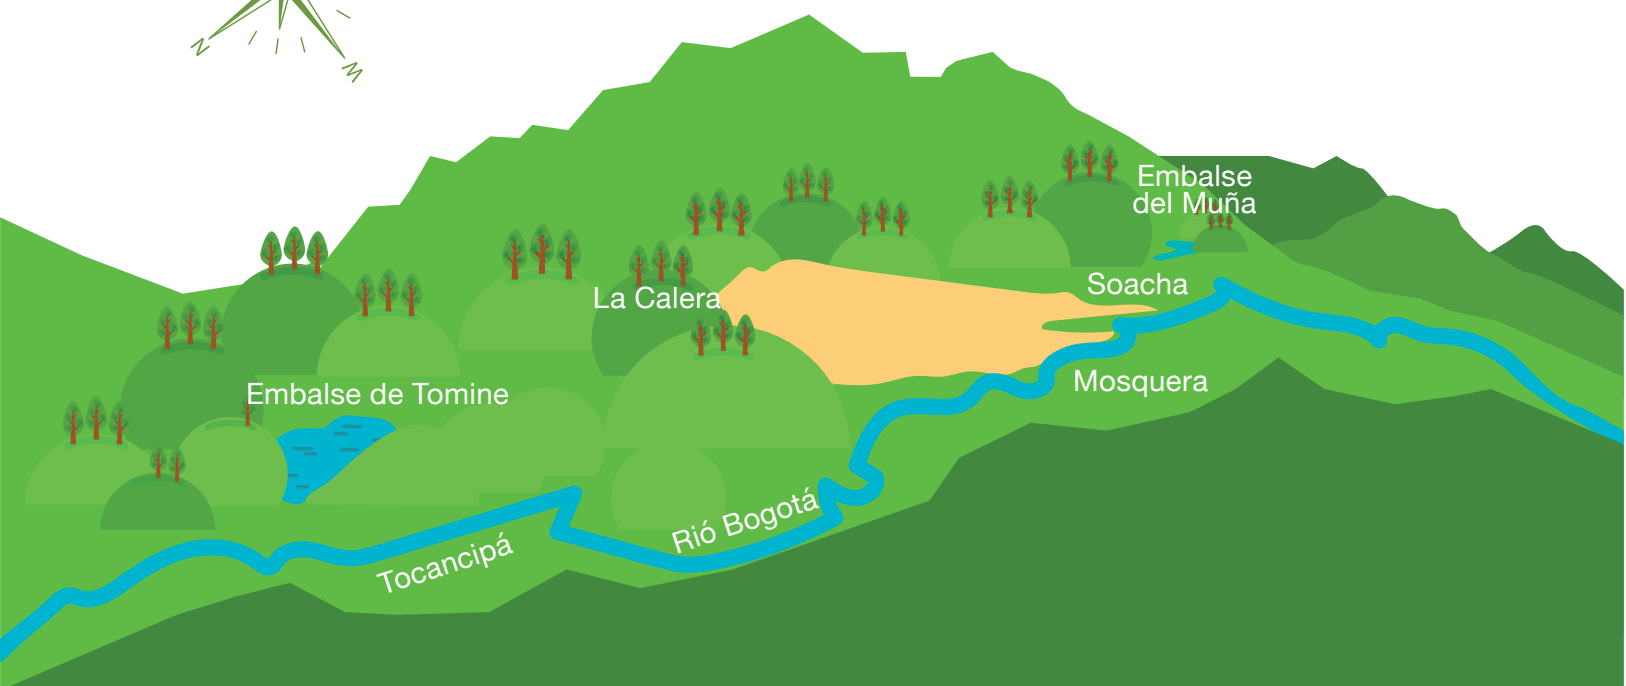 N
W
Embalse
del Muña
Soacha
La Calera
Mosquera
Embalse de Tomine
Rió Bogotá
Tocancipá